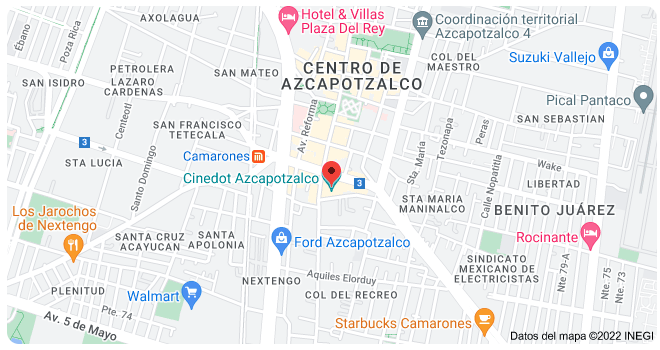 AXOLAGUA
Hotel & Villas
Plaza Del Rey
Coordinación territorial
Azcapotzalco 4
Ébano
Poza Rica
Suzuki Vallejo
PETROLERA
LAZARO
CARDENAS
SAN MATEO
CENTRO DE
AZCAPOTZALCO
COL DEL
MAESTRO
SAN ISIDRO
Pical Pantaco
Centeotl
SAN FRANCISCO
TETECALA
Av. Reforma
Tezonapa
Peras
SAN SEBASTIAN
3
STA LUCIA
Camarones
Santo Domingo
Sta. María
Wake
Cinedot Azcapotzalco
3
Calle Nopatitla
LIBERTAD
STA MARIA
MANINALCO
BENITO JUÁREZ
Los Jarochos
de Nextengo
SANTA CRUZ
ACAYUCAN
SANTA
APOLONIA
Ford Azcapotzalco
Rocinante
SINDICATO
MEXICANO DE
ELECTRICISTAS
NEXTENGO
Aquiles Elorduy
Nte. 79-A
Nte. 75
Nte. 73
PLENITUD
Walmart
COL DEL RECREO
Nte. 94
Av. 5 de Mayo
Starbucks Camarones
Datos del mapa ©2022 INEGI